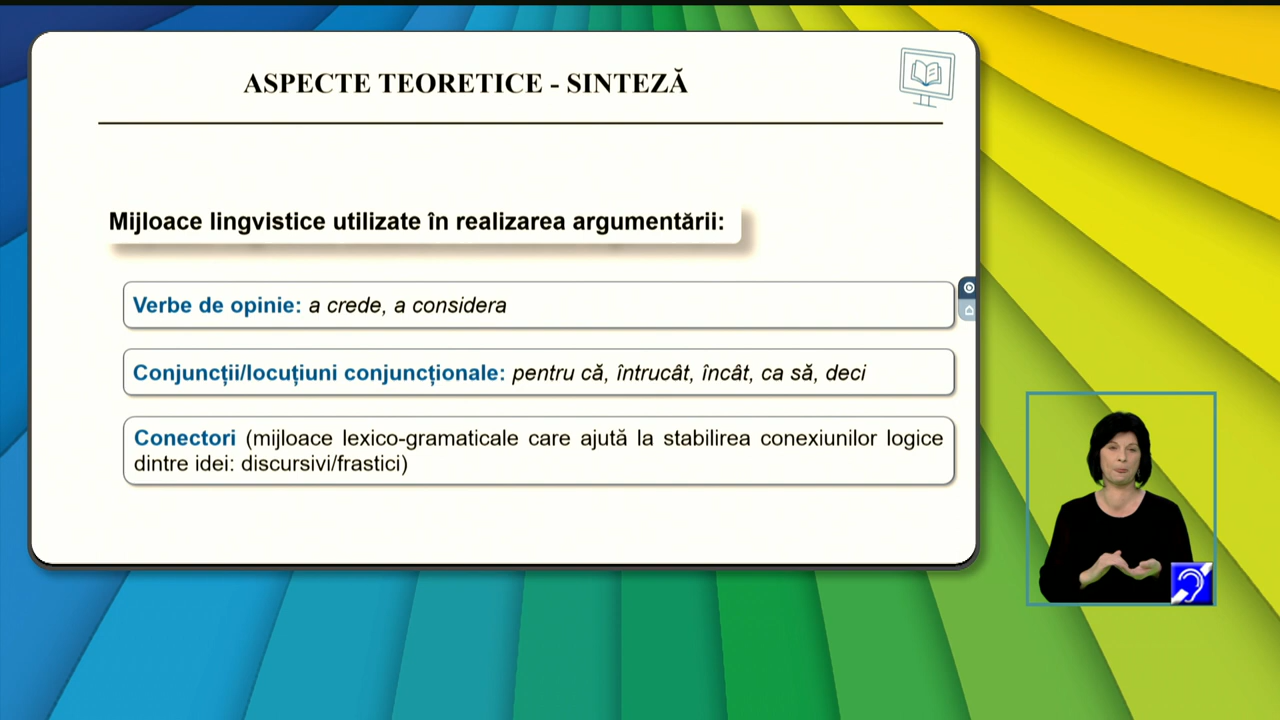 ASPECTE TEORETICE - SINTEZĂ
Mijloace lingvistice utilizate în realizarea argumentării:
Verbe de opinie: a crede, a considera
Conjuncții/locuțiuni conjuncționale: pentru că, întrucât, încât, ca să, deci
Conectori (mijloace lexico-gramaticale care ajută la stabilirea conexiunilor logice
dintre idei: discursivi/frastici)